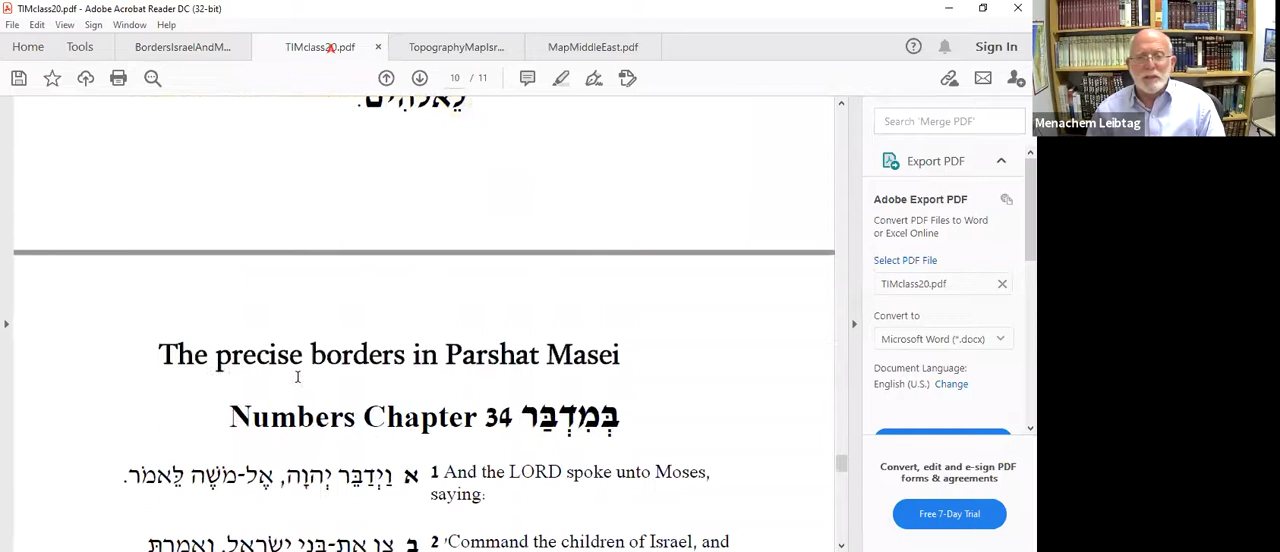 TIMclass20.pdf - Adobe Acrobat Reader DC (32-bit)
File Edit View Sign Window Help
Home Tools BordersIsraelAndM... TIMclass20.pdf × TopographyMapIsr... MapMiddleEast.pdf Sign In
10 / 11
לֵאלֹהִים.
The precise borders in Parshat Masei
Numbers Chapter 34 בְּמִדְבַּר
א וַיְדַבֵּר יְהוָה, אֶל-מֹשֶׁה לֵּאמֹר. 1 And the LORD spoke unto Moses,
saying:
ב צַו אֶת-בְּנֵי יִשְׂרָאֵל, וְאָמַרְתָּ 2 'Command the children of Israel, and
Search 'Merge PDF'
Export PDF
Adobe Export PDF
Convert PDF Files to Word
or Excel Online
Select PDF File
TIMclass20.pdf ×
Convert to
Microsoft Word (*.docx)
Document Language:
English (U.S.) Change
Convert, edit and e-sign PDF
forms & agreements
Free 7-Day Trial
Menachem Leibtag